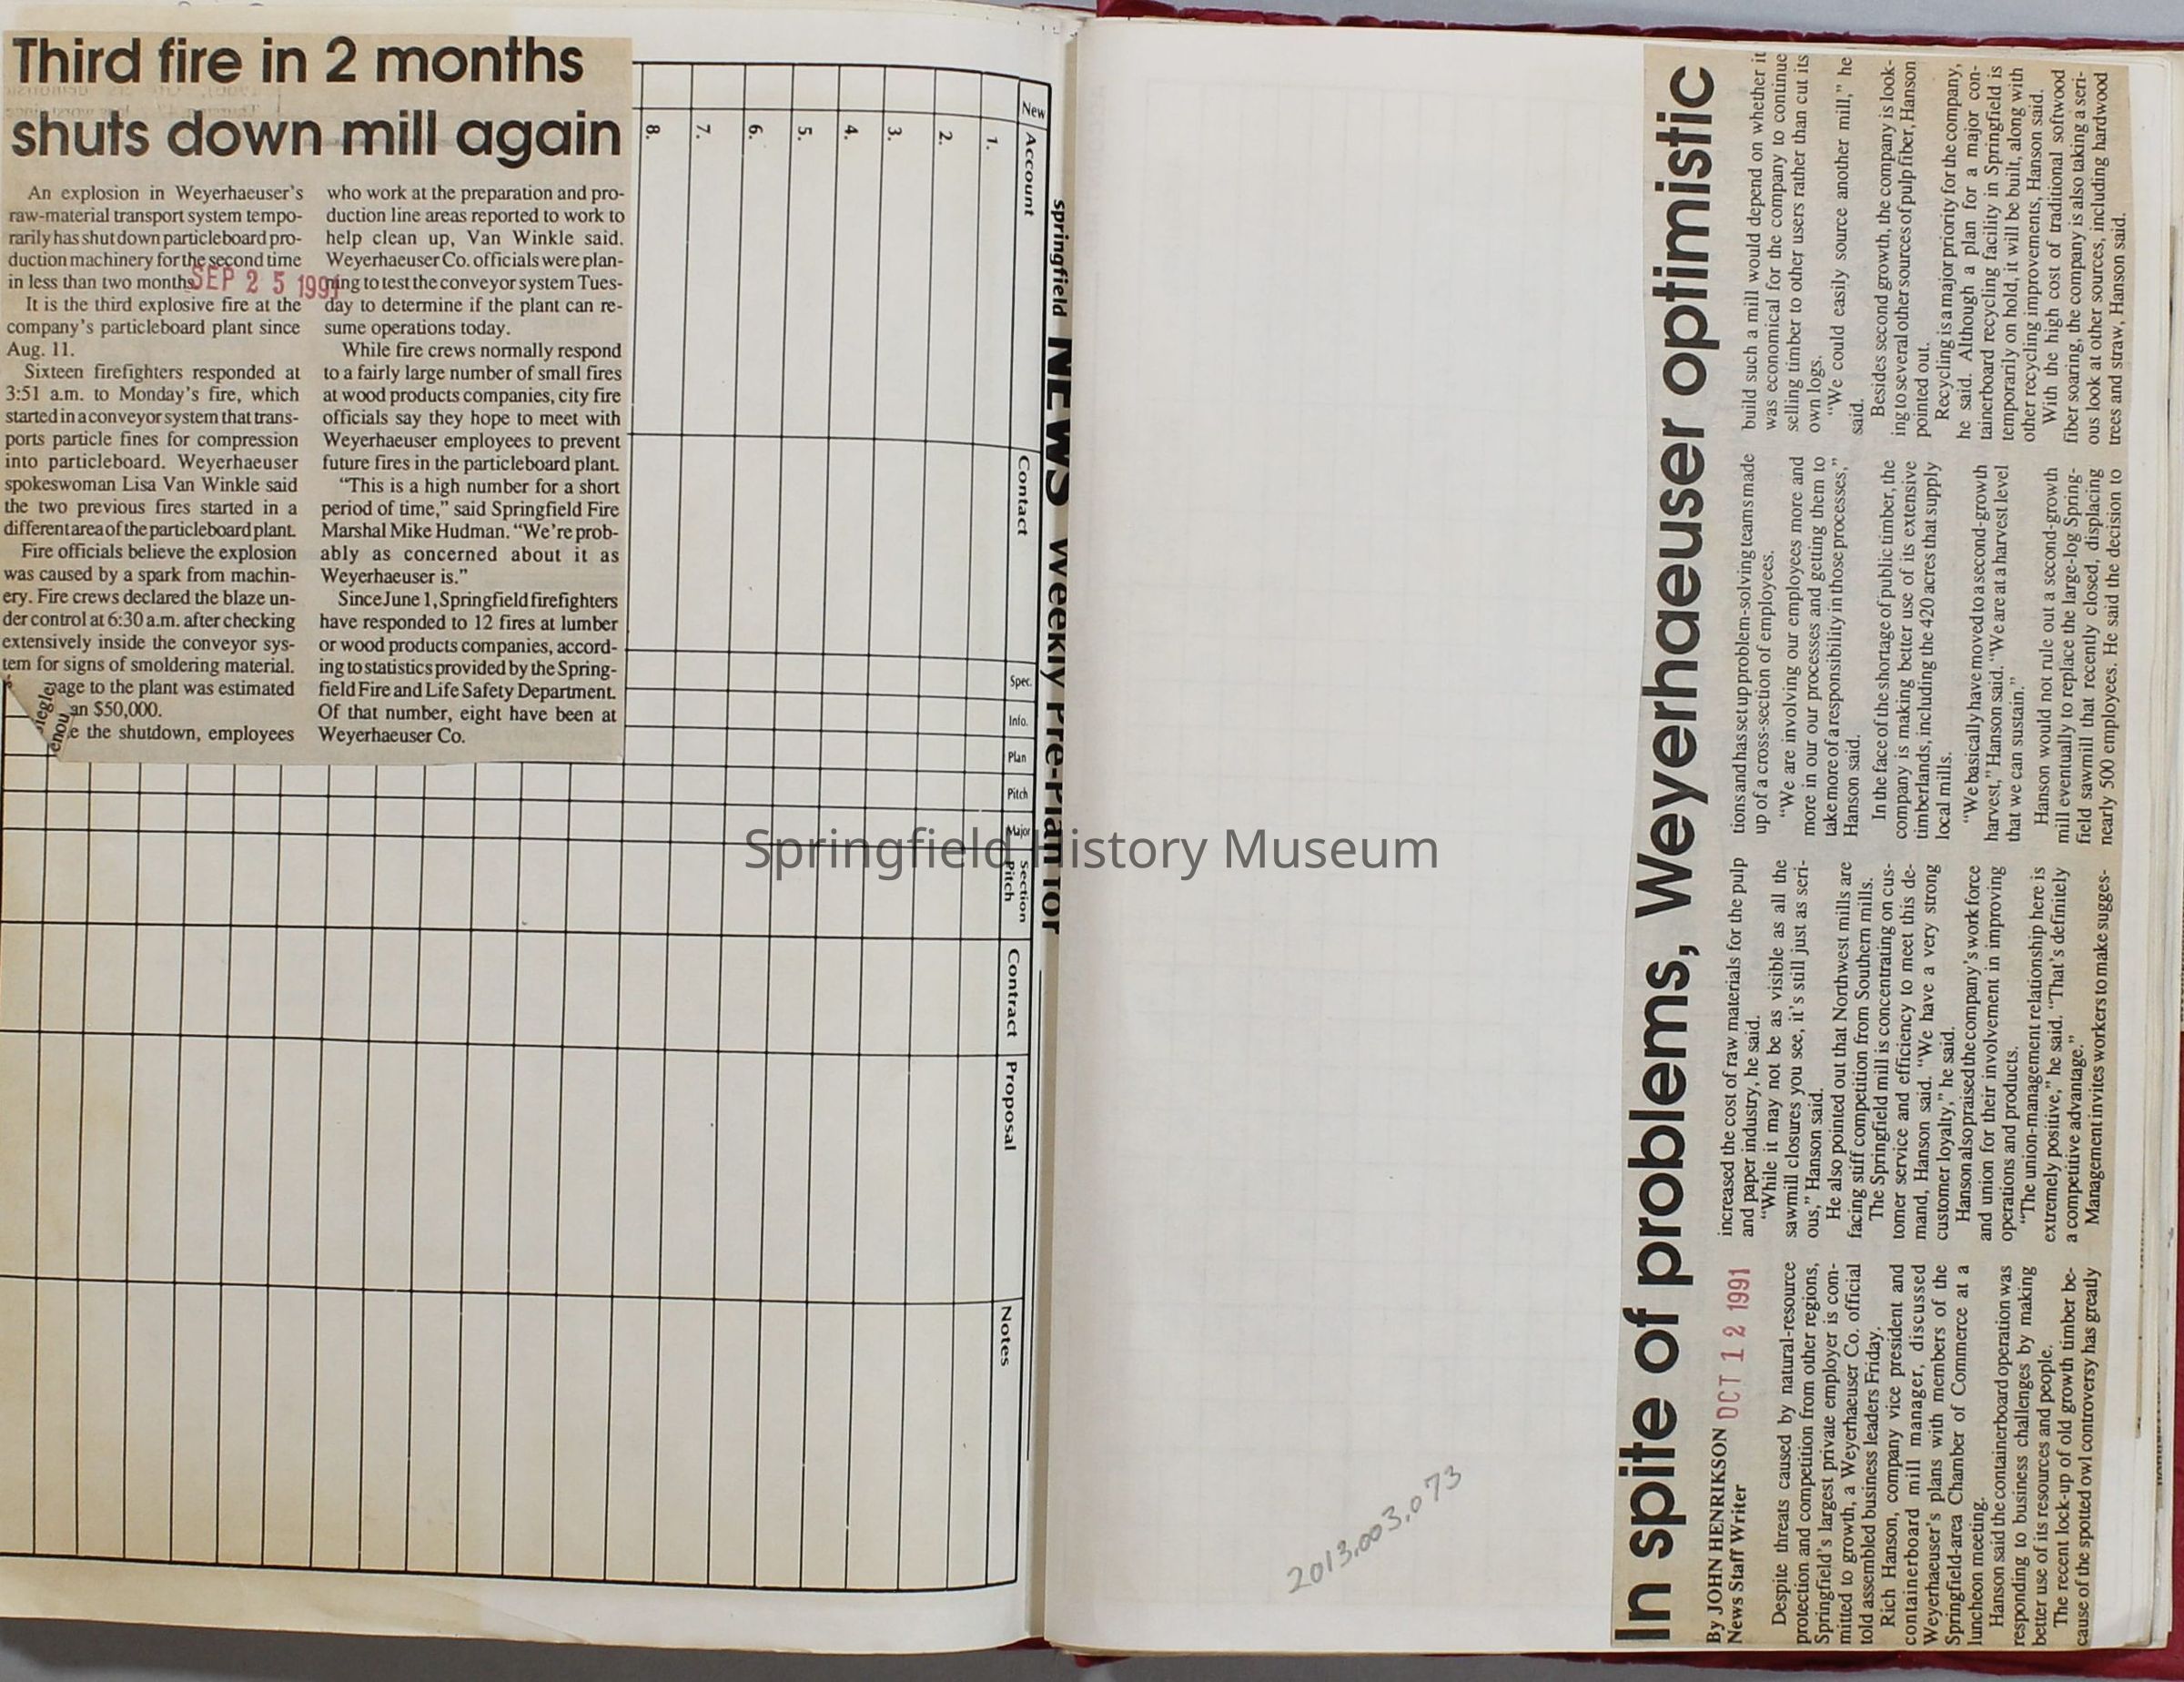 Third fire in 2 months
shuts down mill again
An explosion in Weyerhaeuser's
raw-material transport system tempo-
rarily has shut down particleboard pro-
duction machinery for the second time
in less than two months.
SEP 25 1991
It is the third explosive fire at the
company's particleboard plant since
Aug. 11.
Sixteen firefighters responded at
3:51 a.m. to Monday's fire, which
started in a conveyor system that trans-
ports particle fines for compression
into particleboard. Weyerhaeuser
spokeswoman Lisa Van Winkle said
the two previous fires started in a
different area of the particleboard plant.
Fire officials believe the explosion
was caused by a spark from machin-
ery. Fire crews declared the blaze un-
der control at 6:30 a.m. after checking
extensively inside the conveyor sys-
tem for signs of smoldering material.
age to the plant was estimated
an $50,000.
e the shutdown, employees
who work at the preparation and pro-
duction line areas reported to work to
help clean up, Van Winkle said.
Weyerhaeuser Co. officials were plan-
ning to test the conveyor system Tues-
day to determine if the plant can re-
sume operations today.
While fire crews normally respond
to a fairly large number of small fires
at wood products companies, city fire
officials say they hope to meet with
Weyerhaeuser employees to prevent
future fires in the particleboard plant.
"This is a high number for a short
period of time," said Springfield Fire
Marshal Mike Hudman. "We're prob-
ably as concerned about it as
Weyerhaeuser is."
Since June 1, Springfield firefighters
have responded to 12 fires at lumber
or wood products companies, accord-
ing to statistics provided by the Spring-
field Fire and Life Safety Department.
Of that number, eight have been at
Weyerhaeuser Co.
springfield NEWS Weekly Pre-Plan for
New
Account
Contact
Spec.
Info.
Plan
Pitch
Major
Section
Pitch
Contract
Proposal
Notes
1.
2.
3.
4.
5.
6.
7.
8.
Springfield History Museum
2013.003.073
In spite of problems, Weyerhaeuser optimistic
By JOHN HENRIKSON
News Staff Writer
OCT 12 1991
Despite threats caused by natural-resource
protection and competition from other regions,
Springfield's largest private employer is com-
mitted to growth, a Weyerhaeuser Co. official
told assembled business leaders Friday.
Rich Hanson, company vice president and
containerboard mill manager, discussed
Weyerhaeuser's plans with members of the
Springfield-area Chamber of Commerce at a
luncheon meeting.
Hanson said the containerboard operation was
responding to business challenges by making
better use of its resources and people.
The recent lock-up of old growth timber be-
cause of the spotted owl controversy has greatly
increased the cost of raw materials for the pulp
and paper industry, he said.
"While it may not be as visible as all the
sawmill closures you see, it's still just as seri-
ous," Hanson said.
He also pointed out that Northwest mills are
facing stiff competition from Southern mills.
The Springfield mill is concentrating on cus-
tomer service and efficiency to meet this de-
mand, Hanson said. "We have a very strong
customer loyalty," he said.
Hanson also praised the company's work force
and union for their involvement in improving
operations and products.
"The union-management relationship here is
extremely positive," he said. "That's definitely
a competitive advantage."
Management invites workers to make sugges-
tions and has set up problem-solving teams made
up of a cross-section of employees.
"We are involving our employees more and
more in our our processes and getting them to
take more of a responsibility in those processes,"
Hanson said.
In the face of the shortage of public timber, the
company is making better use of its extensive
timberlands, including the 420 acres that supply
local mills.
"We basically have moved to a second-growth
harvest," Hanson said. "We are at a harvest level
that we can sustain."
Hanson would not rule out a second-growth
mill eventually to replace the large-log Spring-
field sawmill that recently closed, displacing
nearly 500 employees. He said the decision to
build such a mill would depend on whether it
was economical for the company to continue
selling timber to other users rather than cut its
own logs.
"We could easily source another mill," he
said.
Besides second growth, the company is look-
ing to several other sources of pulp fiber, Hanson
pointed out.
Recycling is a major priority for the company,
he said. Although a plan for a major con-
tainerboard recycling facility in Springfield is
temporarily on hold, it will be built, along with
other recycling improvements, Hanson said.
With the high cost of traditional softwood
fiber soaring, the company is also taking a seri-
ous look at other sources, including hardwood
trees and straw, Hanson said.